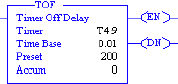 TOF
Timer Off Delay
EN
Timer T4:9
DN
Time Base 0.01
Preset 200
Accum 0